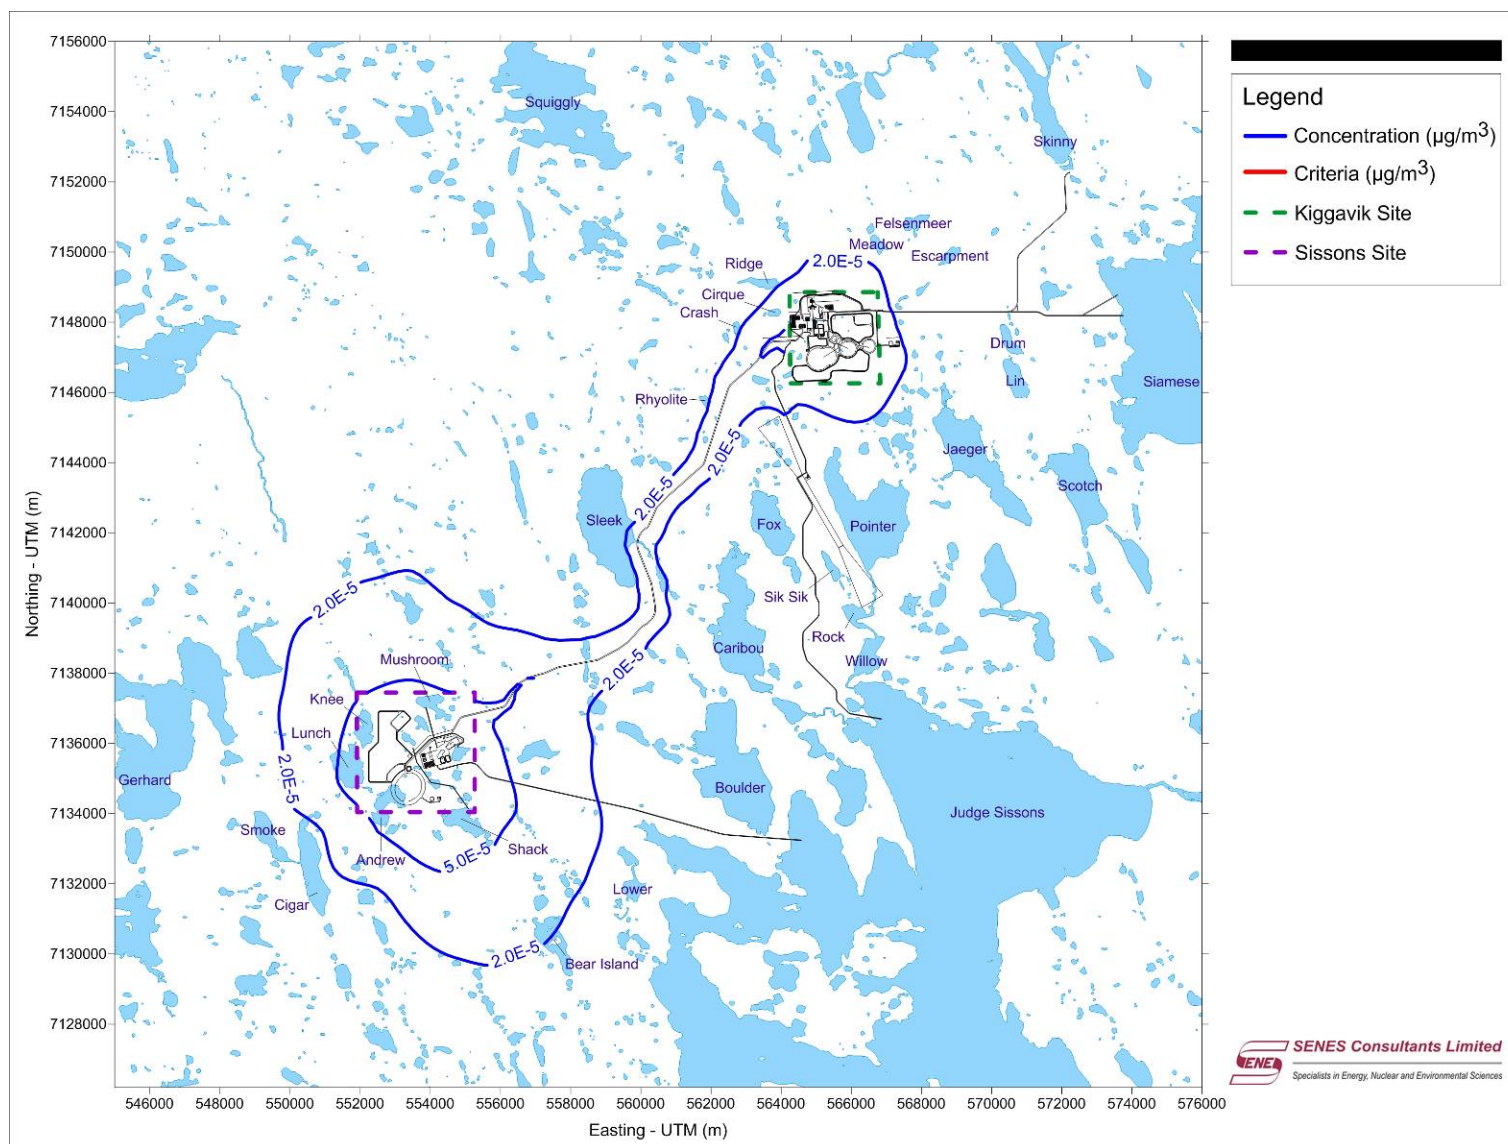 7156000
7154000
7152000
7150000
7148000
7146000
7144000
7142000
7140000
7138000
7136000
7134000
7132000
7130000
7128000
Northing - UTM (m)
546000 548000 550000 552000 554000 556000 558000 560000 562000 564000 566000 568000 570000 572000 574000 576000
Easting - UTM (m)
Squiggly
Skinny
Felsenmeer
Meadow
Escarpment
2.0E-5
Ridge
Cirque
Crash
Drum
Lin
Siamese
Rhyolite
2.0E-5
Jaeger
Scotch
2.0E-5
Sleek
Fox
Pointer
2.0E-5
Sik Sik
Rock
Caribou
Willow
2.0E-5
Mushroom
Knee
Lunch
2.0E-5
Gerhard
Boulder
Judge Sissons
Smoke
Andrew
5.0E-5
Shack
Lower
Cigar
2.0E-5
Bear Island
Legend
Concentration (µg/m³)
Criteria (µg/m³)
Kiggavik Site
Sissons Site
SENES
SENES Consultants Limited
Specialists in Energy, Nuclear and Environmental Sciences